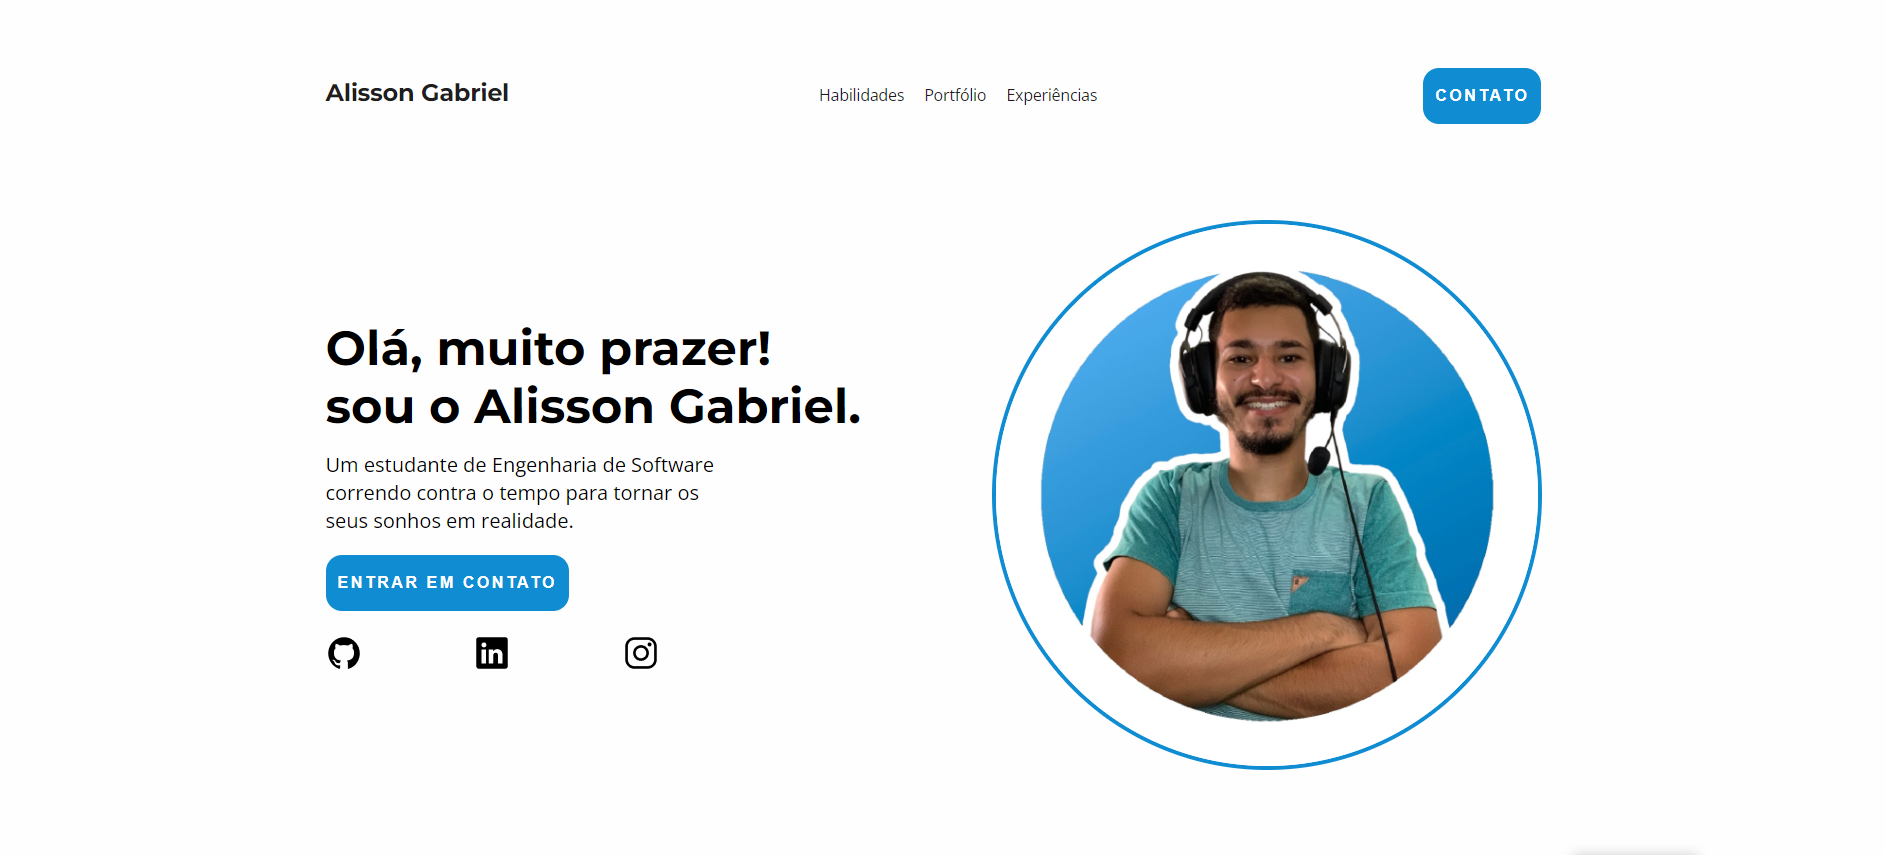 Alisson Gabriel
Habilidades Portfólio Experiências
CONTATO
Olá, muito prazer!
sou o Alisson Gabriel.
Um estudante de Engenharia de Software
correndo contra o tempo para tornar os
seus sonhos em realidade.
ENTRAR EM CONTATO
in